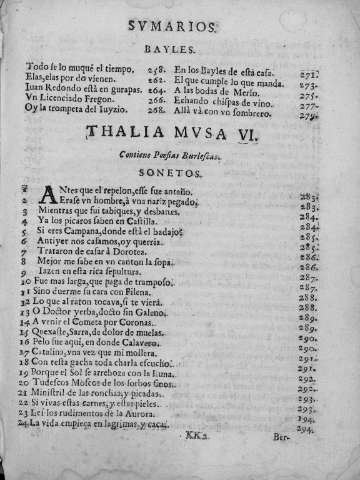 SVMARIOS.
BAYLES.
Todo se lo muqué el tiempo. 258.
Elas, elas por do vienen. 262.
Iuan Redondo està en gurapas. 264.
Vn Licenciado Fregon. 266.
Oy la trompeta del Iuyzio. 268.
En los Bayles de esta casa. 271.
El que cumple lo que manda. 273.
A las bodas de Merlo. 275.
Echando chispas de vino. 277.
Allà và con vn sombrero. 279.
THALIA MVSA VI.
Contiene Poesias Burlescas.
SONETOS.
1 ANtes que el repelon, esse fue antaño. 283.
2 Erase vn hombre, à vna nariz pegado, 283.
3 Mientras que fui tabiques, y desbanes. 284.
4 Ya los picaros saben en Castilla. 284.
5 Si eres Campana, donde està el badajo? 285.
6 Antiyer nos casamos, oy querria. 285.
7 Trataron de casar à Dorotea. 286.
8 Mejor me sabe en vn canton la sopa. 286.
9 Iazen en esta rica sepultura. 287.
10 Fue mas larga, que paga de tramposo. 287.
11 Sino duerme su cara con Filena. 288.
12 Lo que al raton tocava, si te viera. 288.
13 O Doctor yerba, docto sin Galeno. 289.
14 A venir el Cometa por Coronas. 289.
15 Quexaste, Sarra, de dolor de muelas. 290.
16 Pelo fue aqui, en donde Calavero. 290.
17 Catalina, vna vez que mi mollera. 291.
18 Con testa gacha toda charla escucho. 291.
19 Porque el Sol se arreboza con la Luna. 292.
20 Tudescos Moscos de los sorbos finos. 292.
21 Ministril de las ronchas, y picadas. 293.
22 Si vivas estas carnes, y estas pieles. 293.
23 Leì los rudimentos de la Aurora. 294.
24 La vida empieça en lagrimas, y caca. 294.
KK2 Ber-